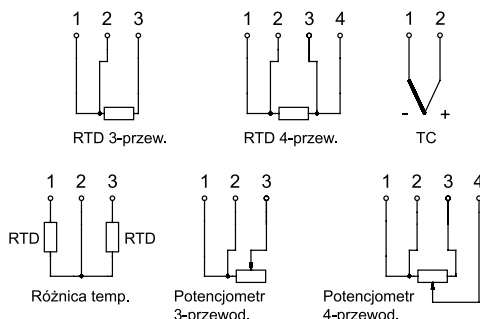 1 2 3
RTD 3-przew.
1 2 3 4
RTD 4-przew.
1 2
- +
TC
1 2 3
RTD RTD
Różnica temp.
1 2 3
Potencjometr
3-przewod.
1 2 3 4
Potencjometr
4-przewod.